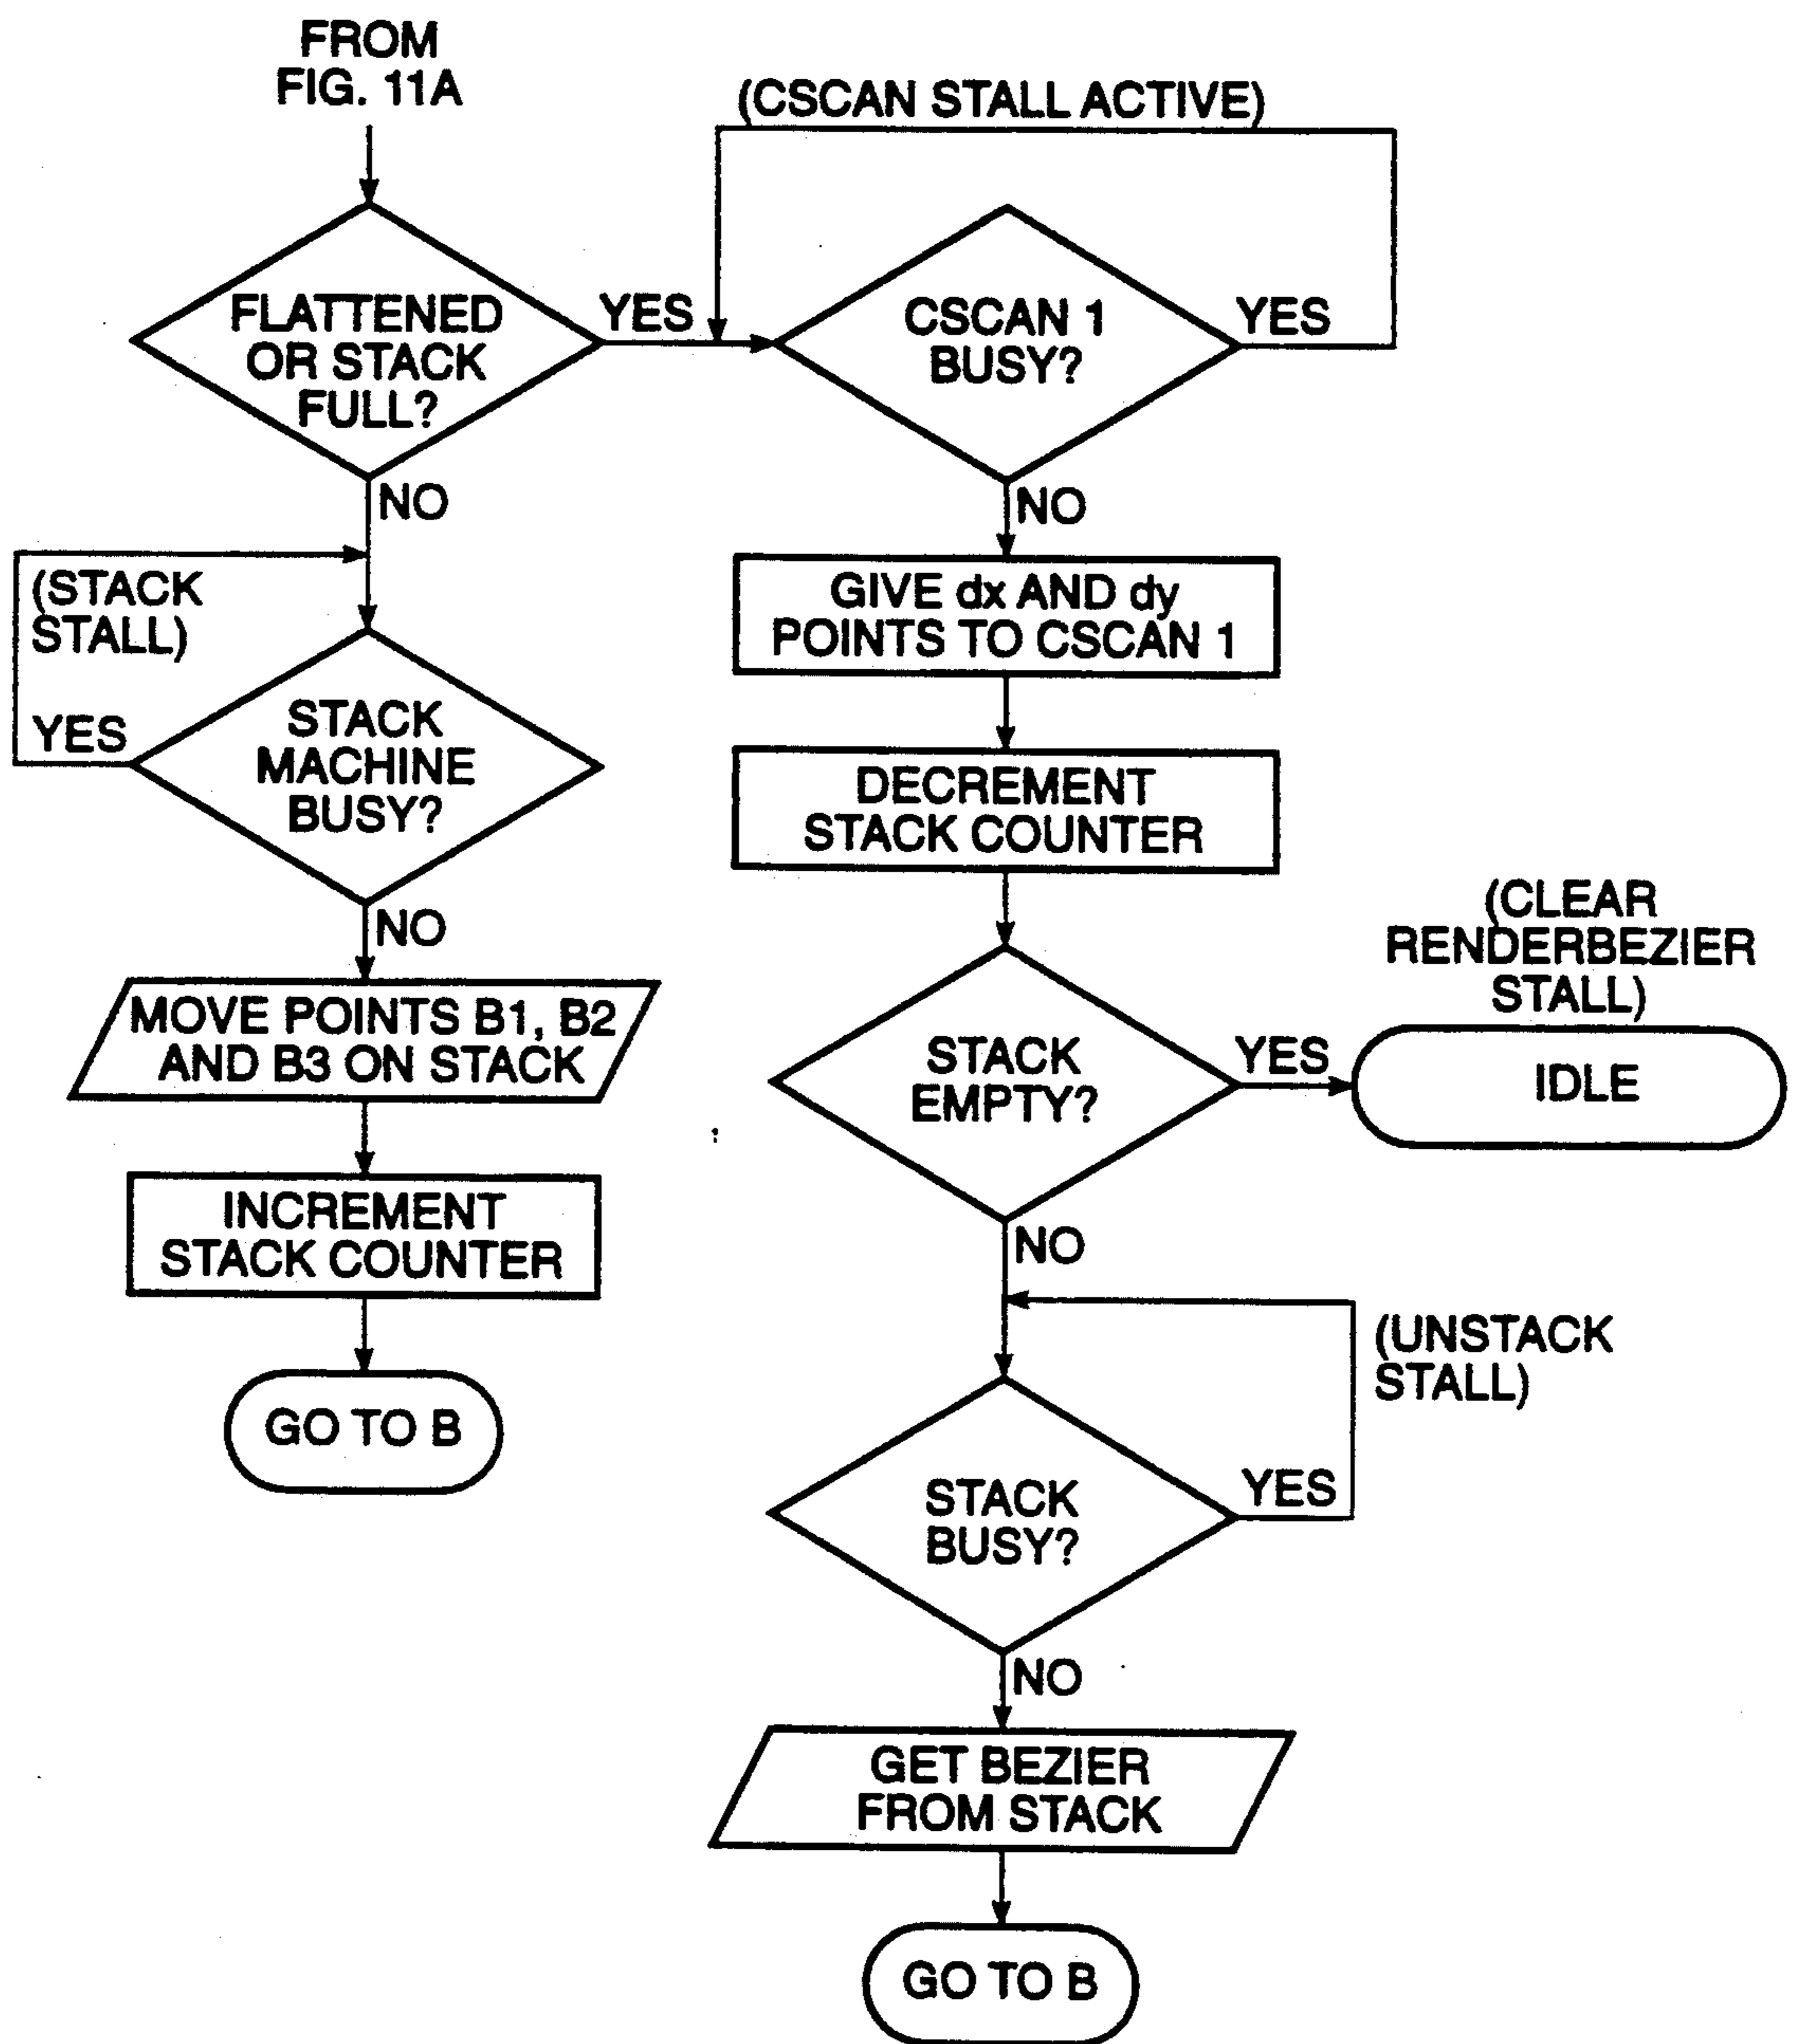 FROM
FIG. 11A
(CSCAN STALL ACTIVE)
FLATTENED
OR STACK
FULL?
YES
CSCAN 1
BUSY?
YES
NO
NO
(STACK
STALL)
YES
STACK
MACHINE
BUSY?
NO
MOVE POINTS B1, B2
AND B3 ON STACK
INCREMENT
STACK COUNTER
GO TO B
GIVE dx AND dy
POINTS TO CSCAN 1
DECREMENT
STACK COUNTER
STACK
EMPTY?
YES
(CLEAR
RENDERBEZIER
STALL)
IDLE
NO
(UNSTACK
STALL)
STACK
BUSY?
YES
NO
GET BEZIER
FROM STACK
GO TO B